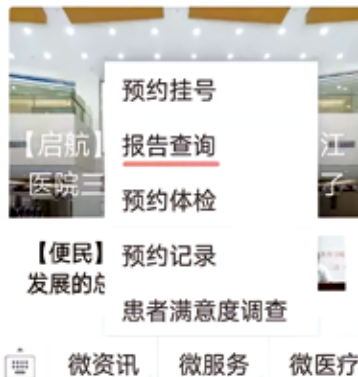 预约挂号
【启航】
报告查询
江
医院三
子
预约体检
【便民】
预约记录
发展的总
患者满意度调查
微资讯
微服务
微医疗